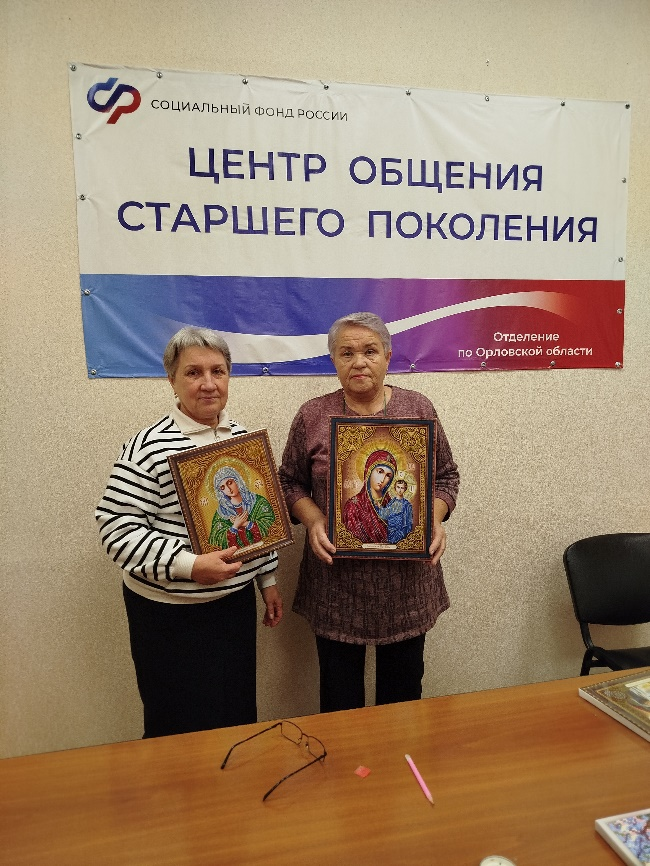 СОЦИАЛЬНЫЙ ФОНД РОССИИ
ЦЕНТР ОБЩЕНИЯ
СТАРШЕГО ПОКОЛЕНИЯ
Отделение
по Орловской области